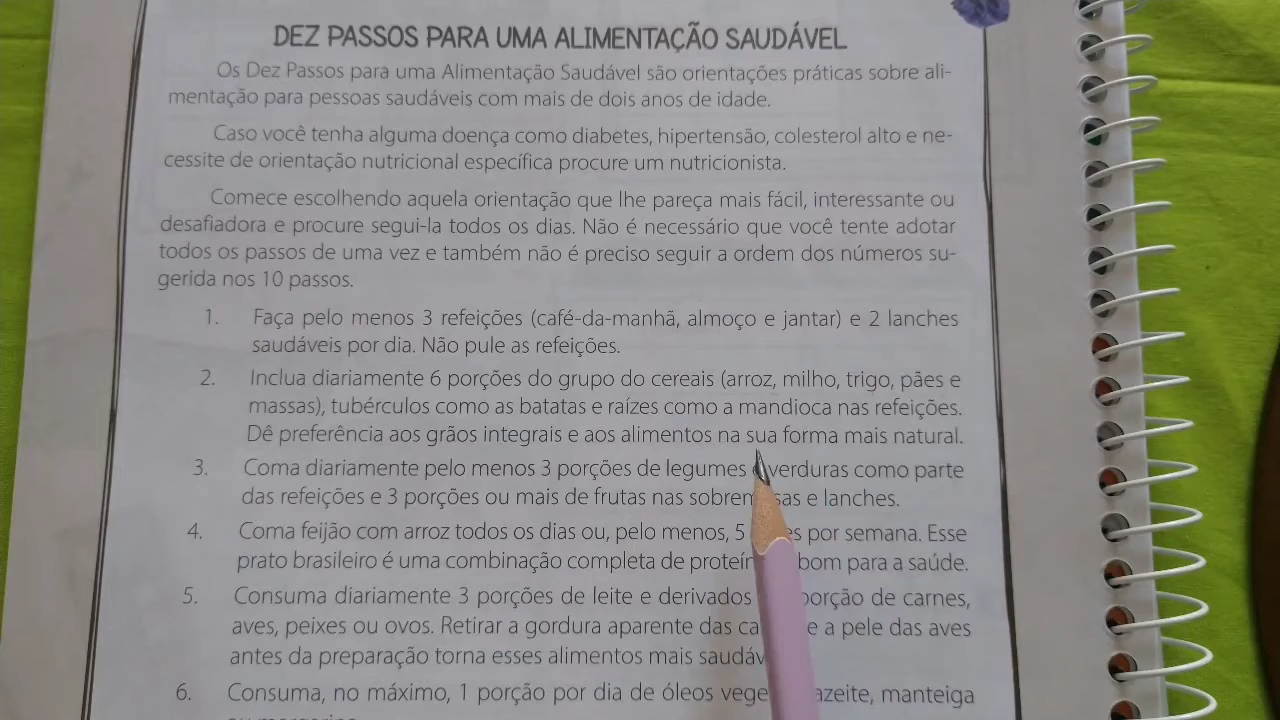 DEZ PASSOS PARA UMA ALIMENTAÇÃO SAUDÁVEL
Os Dez Passos para uma Alimentação Saudável são orientações práticas sobre ali-
mentação para pessoas saudáveis com mais de dois anos de idade.
Caso você tenha alguma doença como diabetes, hipertensão, colesterol alto e ne-
cessite de orientação nutricional específica procure um nutricionista.
Comece escolhendo aquela orientação que lhe pareça mais fácil, interessante ou
desafiadora e procure segui-la todos os dias. Não é necessário que você tente adotar
todos os passos de uma vez e também não é preciso seguir a ordem dos números su-
gerida nos 10 passos.
1. Faça pelo menos 3 refeições (café-da-manhã, almoço e jantar) e 2 lanches
saudáveis por dia. Não pule as refeições.
2. Inclua diariamente 6 porções do grupo do cereais (arroz, milho, trigo, pães e
massas), tubérculos como as batatas e raízes como a mandioca nas refeições.
Dê preferência aos grãos integrais e aos alimentos na sua forma mais natural.
3. Coma diariamente pelo menos 3 porções de legumes verduras como parte
das refeições e 3 porções ou mais de frutas nas e lanches.
4. Coma feijão com arroz todos os dias ou, pelo menos, 5 por semana. Esse
prato brasileiro é uma combinação completa de bom para a saúde.
5. Consuma diariamente 3 porções de leite e derivados porção de carnes,
aves, peixes ou ovos. Retirar a gordura aparente das e a pele das aves
antes da preparação torna esses alimentos mais
6. Consuma, no máximo, 1 porção por dia de óleos azeite, manteiga